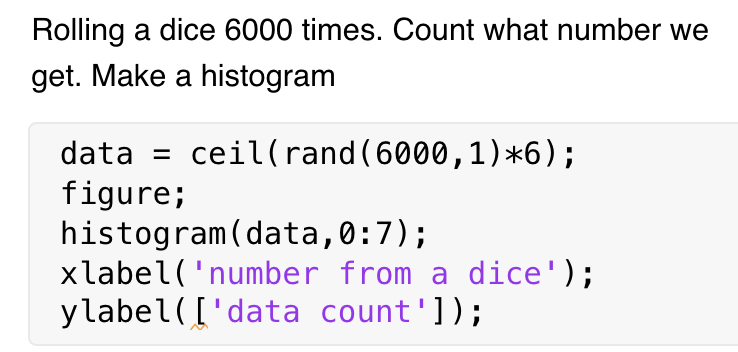 Rolling a dice 6000 times. Count what number we
get. Make a histogram
data = ceil(rand(6000,1)*6);
figure;
histogram(data,0:7);
xlabel('number from a dice');
ylabel(['data count']);